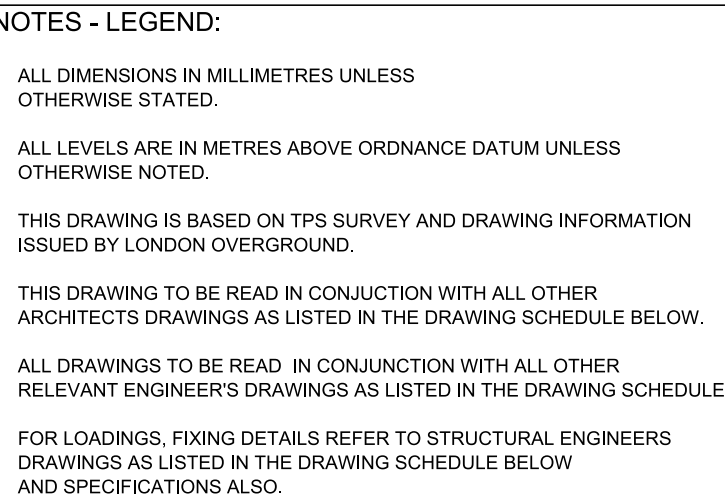 NOTES - LEGEND:
ALL DIMENSIONS IN MILLIMETRES UNLESS
OTHERWISE STATED.
ALL LEVELS ARE IN METRES ABOVE ORDNANCE DATUM UNLESS
OTHERWISE NOTED.
THIS DRAWING IS BASED ON TPS SURVEY AND DRAWING INFORMATION
ISSUED BY LONDON OVERGROUND.
THIS DRAWING TO BE READ IN CONJUCTION WITH ALL OTHER
ARCHITECTS DRAWINGS AS LISTED IN THE DRAWING SCHEDULE BELOW.
ALL DRAWINGS TO BE READ IN CONJUNCTION WITH ALL OTHER
RELEVANT ENGINEER'S DRAWINGS AS LISTED IN THE DRAWING SCHEDULE
FOR LOADINGS, FIXING DETAILS REFER TO STRUCTURAL ENGINEERS
DRAWINGS AS LISTED IN THE DRAWING SCHEDULE BELOW
AND SPECIFICATIONS ALSO.